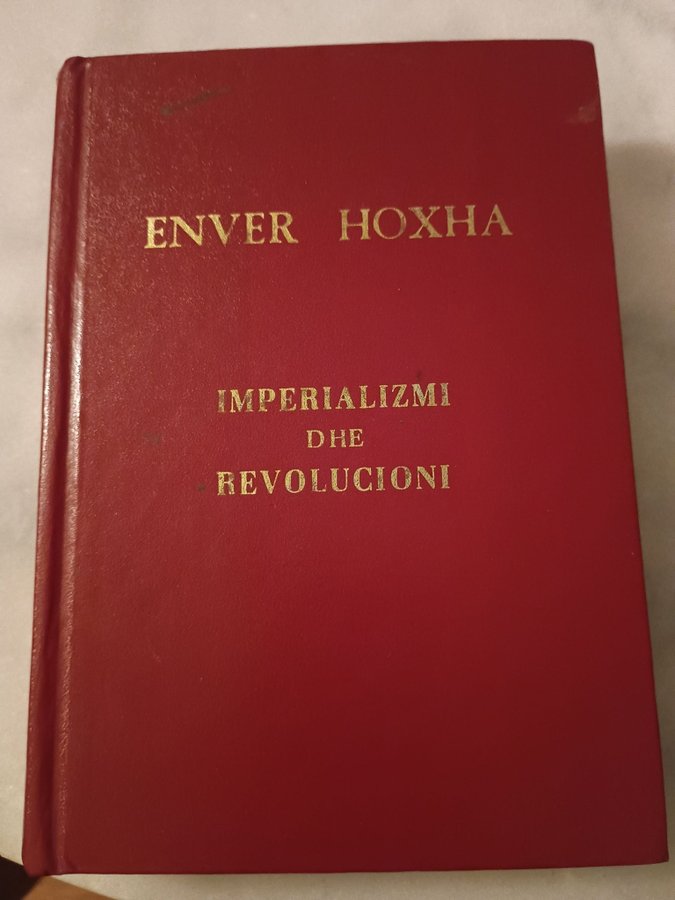 ENVER HOXHA
IMPERIALIZMI
DHE
REVOLUCIONI